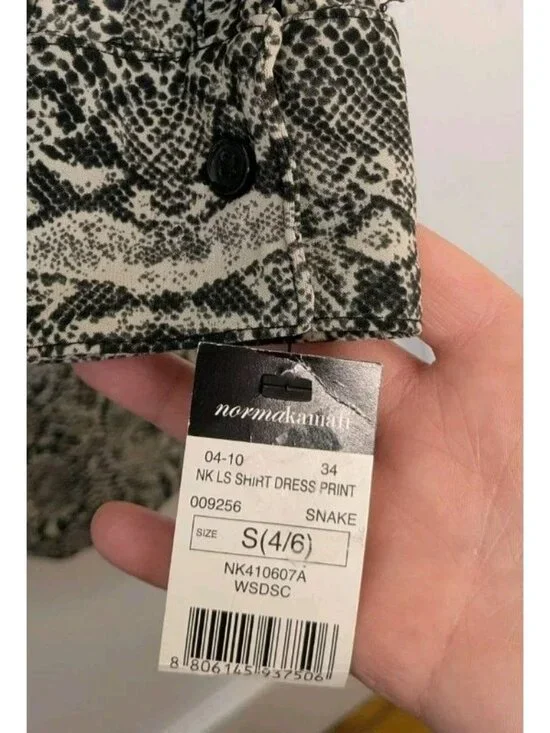 normakamali
04-10 34
NK LS SHIRT DRESS PRINT
009256 SNAKE
SIZE S(4/6)
NK410607A
WSDSC
8 806145 937506